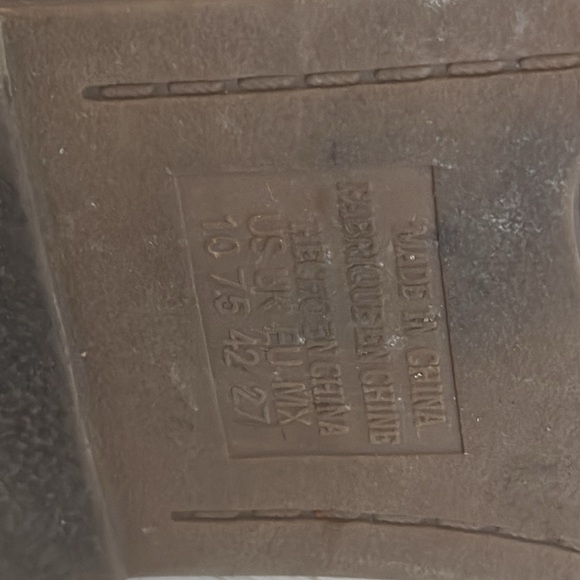 MADE IN CHINA
FABRIQUE EN CHINE
HECHO EN CHINA
US UK EU MX
10 7.5 42 27